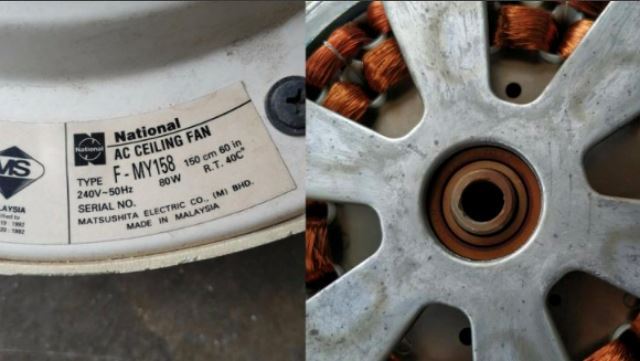 National
AC CEILING FAN
National
TYPE F-MY158 150 cm 60 in
240V~50Hz 80W R.T. 40C°
SERIAL NO.
MATSUSHITA ELECTRIC CO., (M) BHD.
MADE IN MALAYSIA
MS